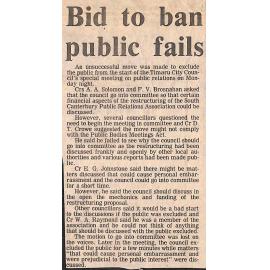 Bid to ban
public fails
An unsuccessful move was made to exclude
the public from the start of the Timaru City Coun-
cil's special meeting on public relations on Mon-
day night.
Crs A. A. Solomon and P. V. Brosnahan asked
that the council go into committee so that certain
financial aspects of the restructuring of the South
Canterbury Public Relations Association could be
discussed.
However, several councillors questioned the
need to begin the meeting in committee and Cr D.
T. Crowe suggested the move might not comply
with the Public Bodies Meetings Act.
He said he failed to see why the council should
go into committee as the restructuring had been
discussed frankly and openly by other local au-
thorities and various reports had been made pub-
lic.
Cr H. G. Johnstone said there might be mat-
ters discussed that could cause personal embar-
rassment and the council could go into committee
for a short time.
However, he said the council should discuss in
the open the mechanics and funding of the
restructuring proposal.
Other councillors said it would be a bad start
to the discussions if the public was excluded and
Cr W. A. Raymond said he was a member of the
association and he could not think of anything
that should be discussed with the public excluded.
The motion to go into committee was lost on
the voices. Later in the meeting, the council ex-
cluded the public for a few minutes while matters
"that could cause personal embarrassment and
were prejudicial to the public interest" were dis-
cussed.